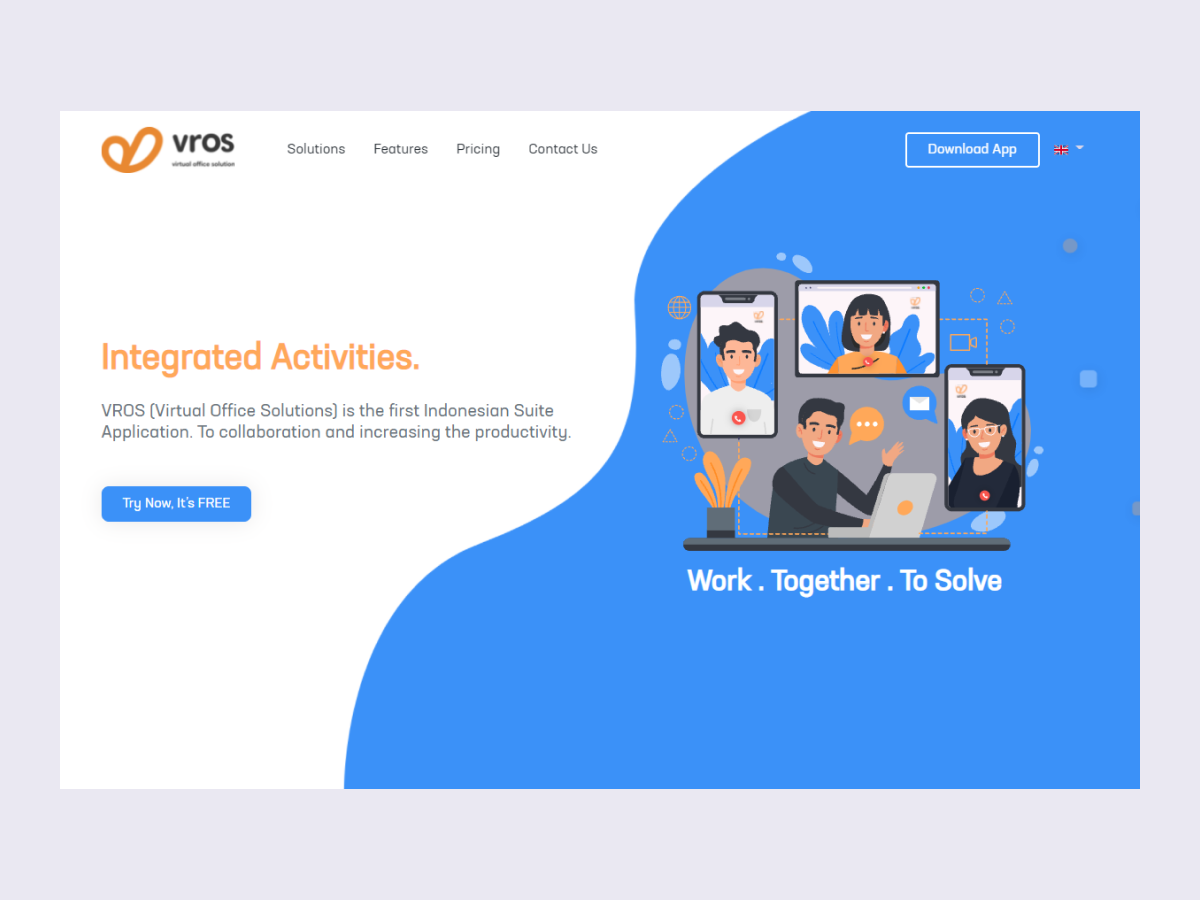 vros
virtual office solution
Solutions Features Pricing Contact Us
Download App
Integrated Activities.
VROS (Virtual Office Solutions) is the first Indonesian Suite
Application. To collaboration and increasing the productivity.
Try Now, It's FREE
Work . Together . To Solve